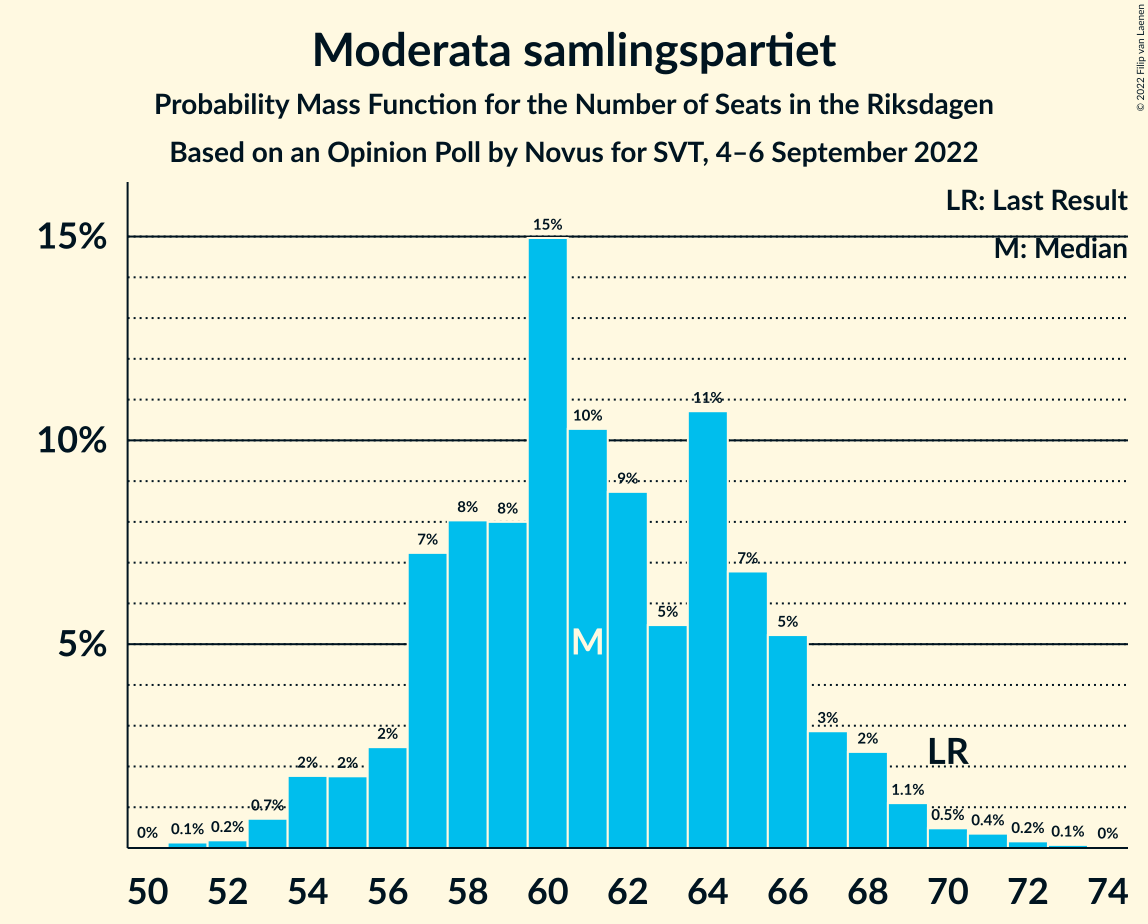 Moderata samlingspartiet
Probability Mass Function for the Number of Seats in the Riksdagen
Based on an Opinion Poll by Novus for SVT, 4–6 September 2022
© 2022 Filip van Laenen
LR: Last Result
M: Median
15%
10%
5%
0% 0.1% 0.2% 0.7% 2% 2% 2% 7% 8% 8% 15% 10% 9% 5% 11% 7% 5% 3% 2% 1.1% 0.5% 0.4% 0.2% 0.1% 0%
M
LR
50 52 54 56 58 60 62 64 66 68 70 72 74